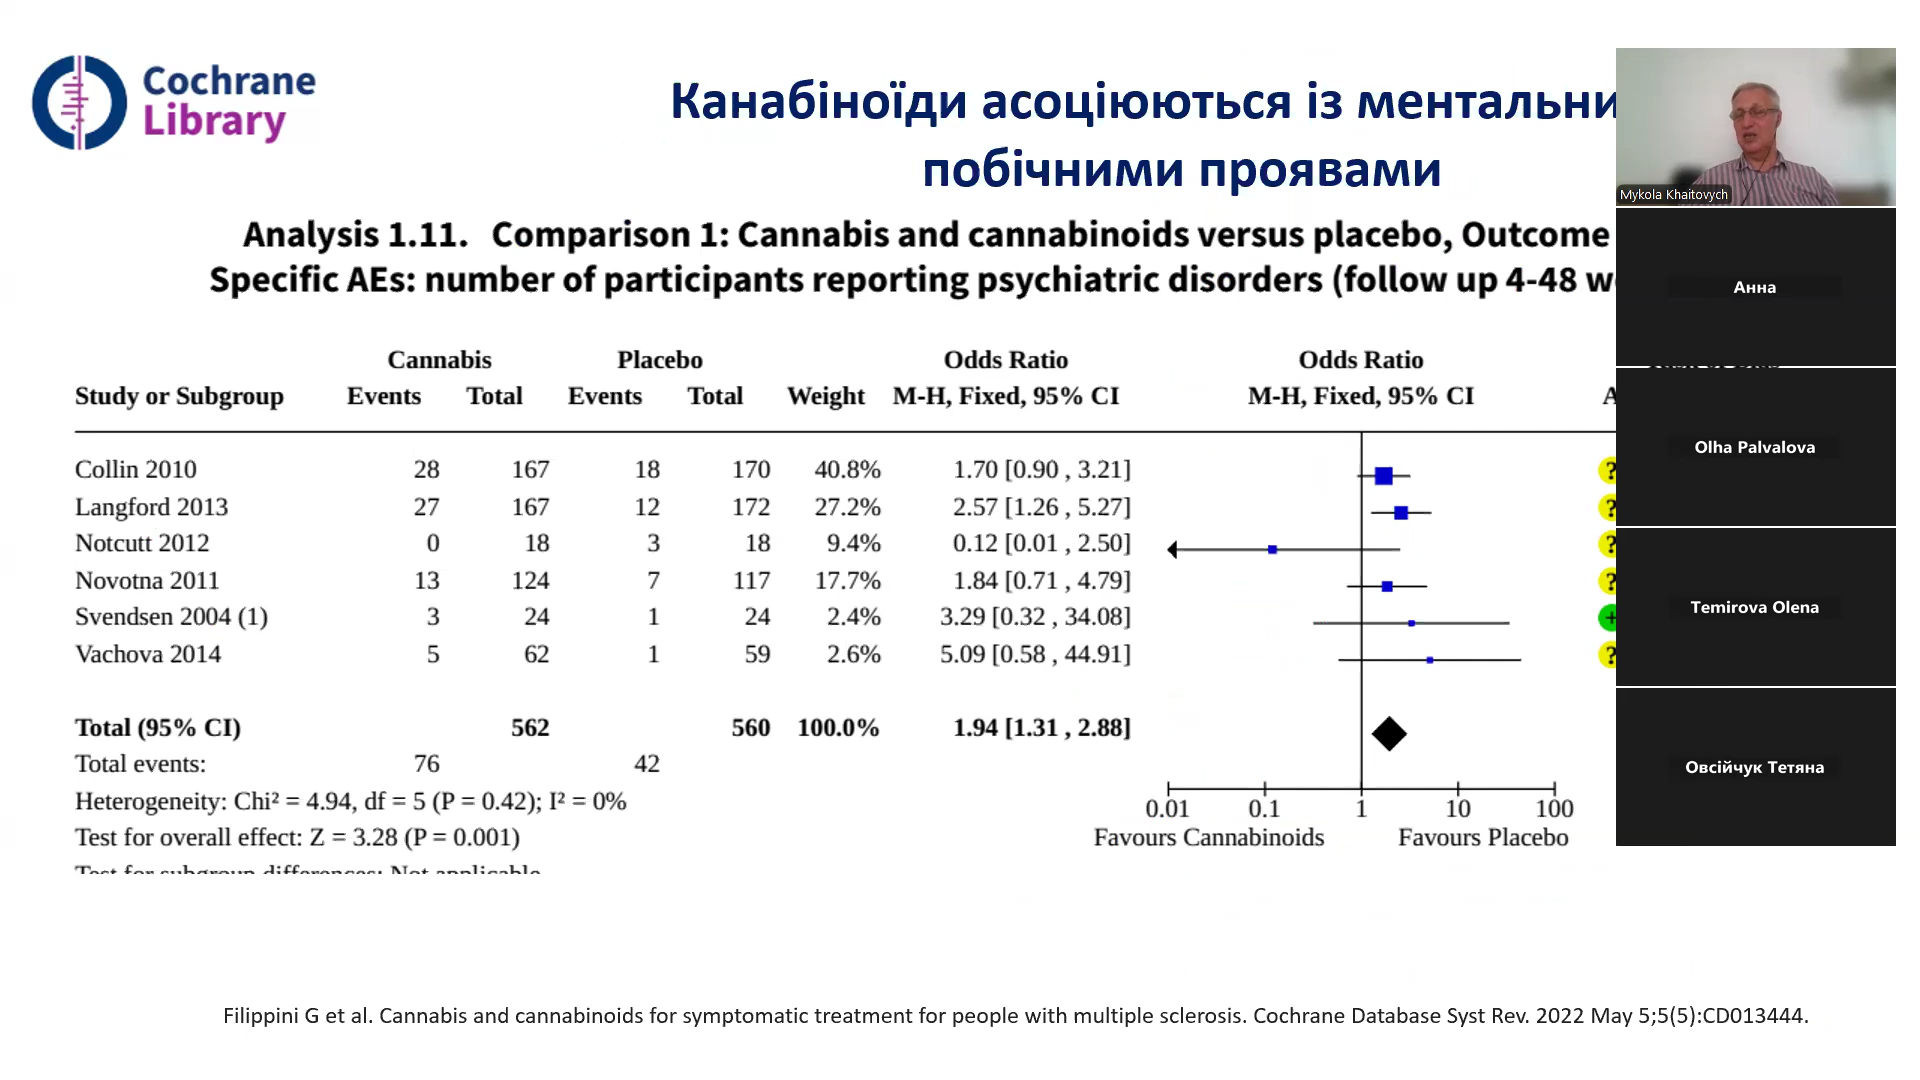 Cochrane
Library
Канабіноїди асоціюються із ментальни
побічними проявами
Analysis 1.11. Comparison 1: Cannabis and cannabinoids versus placebo, Outcome
Specific AEs: number of participants reporting psychiatric disorders (follow up 4-48 w
Cannabis Placebo Odds Ratio Odds Ratio
Study or Subgroup Events Total Events Total Weight M-H, Fixed, 95% CI M-H, Fixed, 95% CI A
Collin 2010 28 167 18 170 40.8% 1.70 [0.90 , 3.21] ?
Langford 2013 27 167 12 172 27.2% 2.57 [1.26 , 5.27] ?
Notcutt 2012 0 18 3 18 9.4% 0.12 [0.01 , 2.50] ?
Novotna 2011 13 124 7 117 17.7% 1.84 [0.71 , 4.79] ?
Svendsen 2004 (1) 3 24 1 24 2.4% 3.29 [0.32 , 34.08] +
Vachova 2014 5 62 1 59 2.6% 5.09 [0.58 , 44.91] ?
Total (95% CI) 562 560 100.0% 1.94 [1.31 , 2.88]
Total events: 76 42
Heterogeneity: Chi² = 4.94, df = 5 (P = 0.42); I² = 0%
Test for overall effect: Z = 3.28 (P = 0.001)
Test for subgroup differences: Not applicable
0.01 0.1 1 10 100
Favours Cannabinoids Favours Placebo
Filippini G et al. Cannabis and cannabinoids for symptomatic treatment for people with multiple sclerosis. Cochrane Database Syst Rev. 2022 May 5;5(5):CD013444.
Mykola Khaitovych
Анна
Olha Palvalova
Temirova Olena
Овсійчук Тетяна